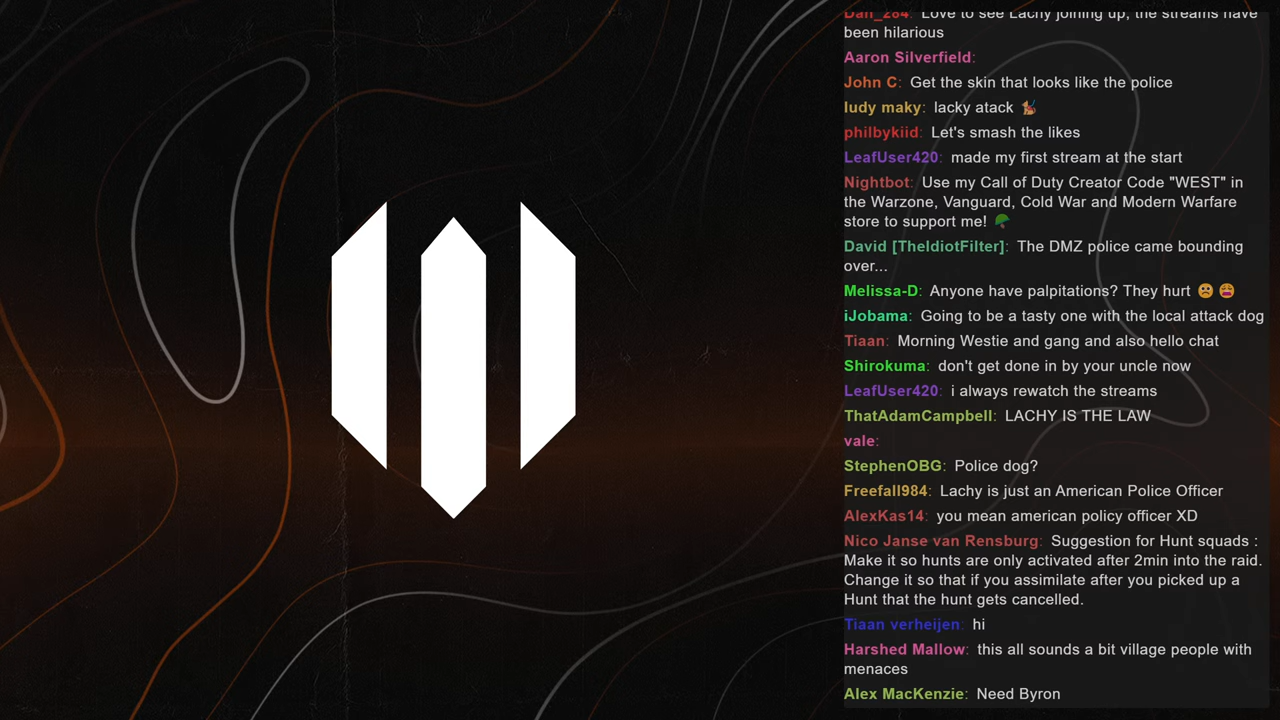 Dan_284: Love to see Lachy joining up, the streams have
been hilarious
Aaron Silverfield:
John C: Get the skin that looks like the police
ludy maky: lacky atack 🐕‍🦺
philbykiid: Let's smash the likes
LeafUser420: made my first stream at the start
Nightbot: Use my Call of Duty Creator Code "WEST" in
the Warzone, Vanguard, Cold War and Modern Warfare
store to support me! 🪂
David [TheIdiotFilter]: The DMZ police came bounding
over...
Melissa-D: Anyone have palpitations? They hurt 🙁 😩
iJobama: Going to be a tasty one with the local attack dog
Tiaan: Morning Westie and gang and also hello chat
Shirokuma: don't get done in by your uncle now
LeafUser420: i always rewatch the streams
ThatAdamCampbell: LACHY IS THE LAW
vale:
StephenOBG: Police dog?
Freefall984: Lachy is just an American Police Officer
AlexKas14: you mean american policy officer XD
Nico Janse van Rensburg: Suggestion for Hunt squads :
Make it so hunts are only activated after 2min into the raid.
Change it so that if you assimilate after you picked up a
Hunt that the hunt gets cancelled.
Tiaan verheijen: hi
Harshed Mallow: this all sounds a bit village people with
menaces
Alex MacKenzie: Need Byron